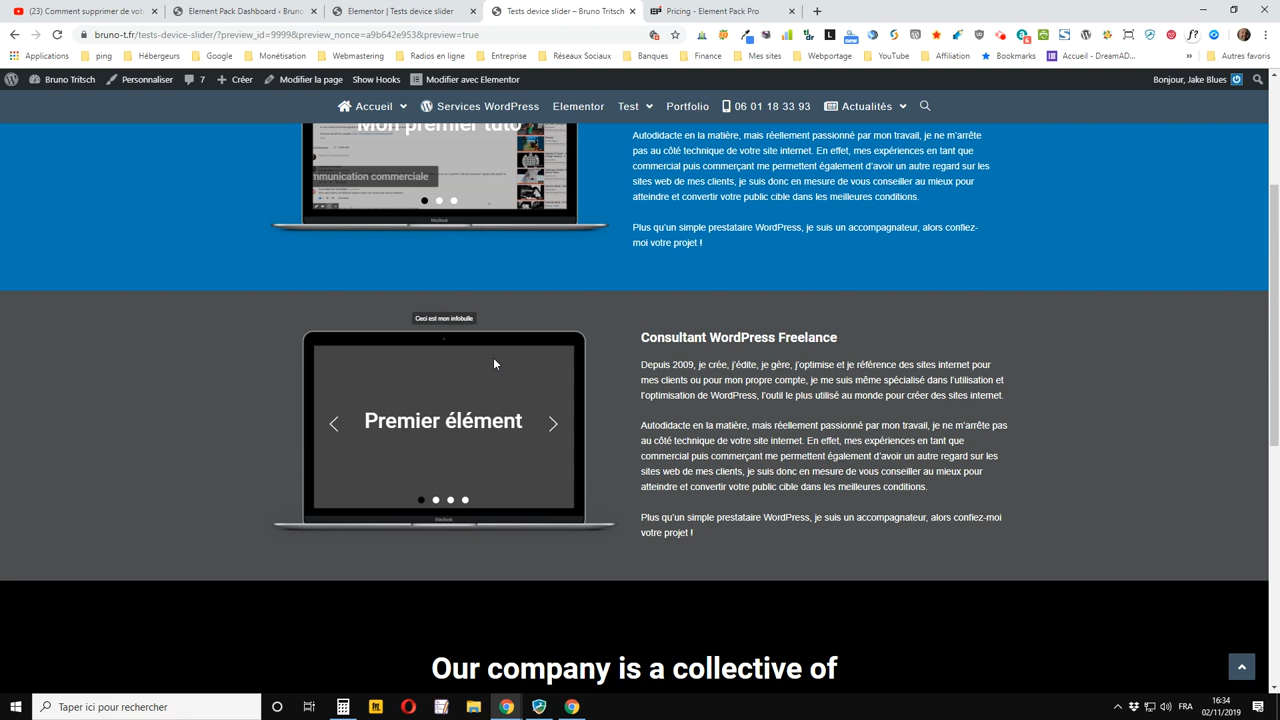 (23) Comment supprimer de vot
Element Pack Dashboard ‹ Bruno
Elementor | Tests device slider
Tests device slider – Bruno Tritsch
Pricing - Element Pack Pro
bruno-t.fr/tests-device-slider/?preview_id=9999&preview_nonce=a9b642e953&preview=true
Applications
ping
Hébergeurs
Google
Monétisation
Webmastering
Radios en ligne
Entreprise
Réseaux Sociaux
Banques
Finance
Mes sites
Webportage
YouTube
Affiliation
Bookmarks
Accueil - DreamAD...
»
Autres favoris
Bruno Tritsch
Personnaliser
7
Créer
Modifier la page
Show Hooks
Modifier avec Elementor
Bonjour, Jake Blues
Accueil
Services WordPress
Elementor
Test
Portfolio
06 01 18 33 93
Actualités
Mon premier tuto
mmunication commerciale
MacBook
Autodidacte en la matière, mais réellement passionné par mon travail, je ne m'arrête
pas au côté technique de votre site internet. En effet, mes expériences en tant que
commercial puis commerçant me permettent également d'avoir un autre regard sur les
sites web de mes clients, je suis donc en mesure de vous conseiller au mieux pour
atteindre et convertir votre public cible dans les meilleures conditions.
Plus qu'un simple prestataire WordPress, je suis un accompagnateur, alors confiez-
moi votre projet !
Ceci est mon infobulle
Premier élément
MacBook
Consultant WordPress Freelance
Depuis 2009, je crée, j'édite, je gère, j'optimise et je référence des sites internet pour
mes clients ou pour mon propre compte, je me suis même spécialisé dans l'utilisation et
l'optimisation de WordPress, l'outil le plus utilisé au monde pour créer des sites internet.
Autodidacte en la matière, mais réellement passionné par mon travail, je ne m'arrête pas
au côté technique de votre site internet. En effet, mes expériences en tant que
commercial puis commerçant me permettent également d'avoir un autre regard sur les
sites web de mes clients, je suis donc en mesure de vous conseiller au mieux pour
atteindre et convertir votre public cible dans les meilleures conditions.
Plus qu'un simple prestataire WordPress, je suis un accompagnateur, alors confiez-moi
votre projet !
Our company is a collective of
Taper ici pour rechercher
FRA
16:34
02/11/2019